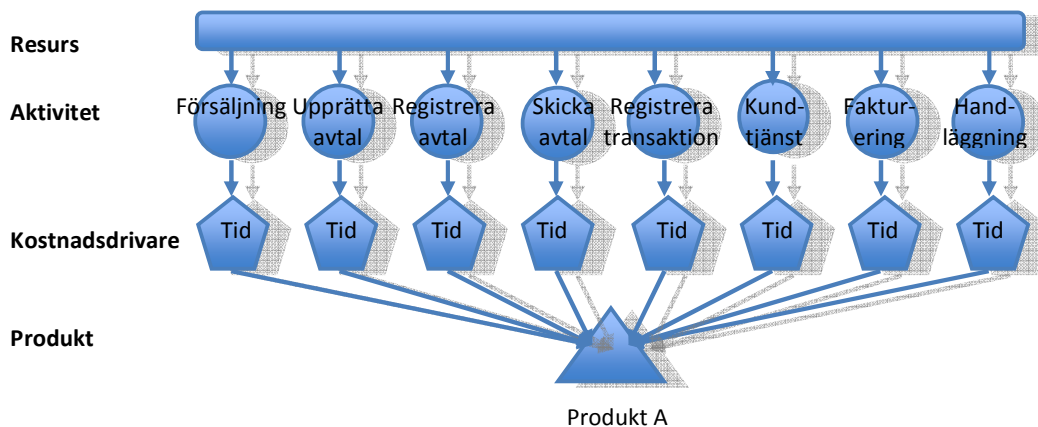 Resurs
Aktivitet
Försäljning
Upprätta
avtal
Registrera
avtal
Skicka
avtal
Registrera
transaktion
Kund-
tjänst
Faktur-
ering
Hand-
läggning
Kostnadsdrivare
Tid
Tid
Tid
Tid
Tid
Tid
Tid
Tid
Produkt
Produkt A